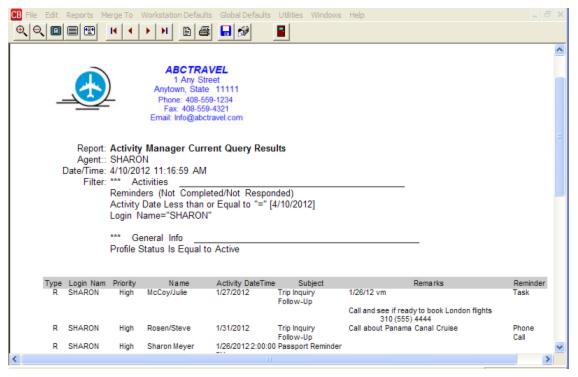 CB File Edit Reports Merge To Workstation Defaults Global Defaults Utilities Windows Help
ABCTRAVEL
1 Any Street
Anytown, State 11111
Phone: 408-559-1234
Fax: 408-559-4321
Email: Info@abctravel.com
Report: Activity Manager Current Query Results
Agent:: SHARON
Date/Time: 4/10/2012 11:16:59 AM
Filter: *** Activities
Reminders (Not Completed/Not Responded)
Activity Date Less than or Equal to "=" [4/10/2012]
Login Name="SHARON"
*** General Info
Profile Status Is Equal to Active
Type Login Nam Priority Name Activity DateTime Subject Remarks Reminder
R SHARON High McCoy/Julie 1/27/2012 Trip Inquiry 1/26/12 vm Task
Follow-Up
Call and see if ready to book London flights
310 (555) 4444
R SHARON High Rosen/Steve 1/31/2012 Trip Inquiry Call about Panama Canal Cruise Phone
Follow-Up Call
R SHARON High Sharon Meyer 1/26/2012 2:00:00 Passport Reminder